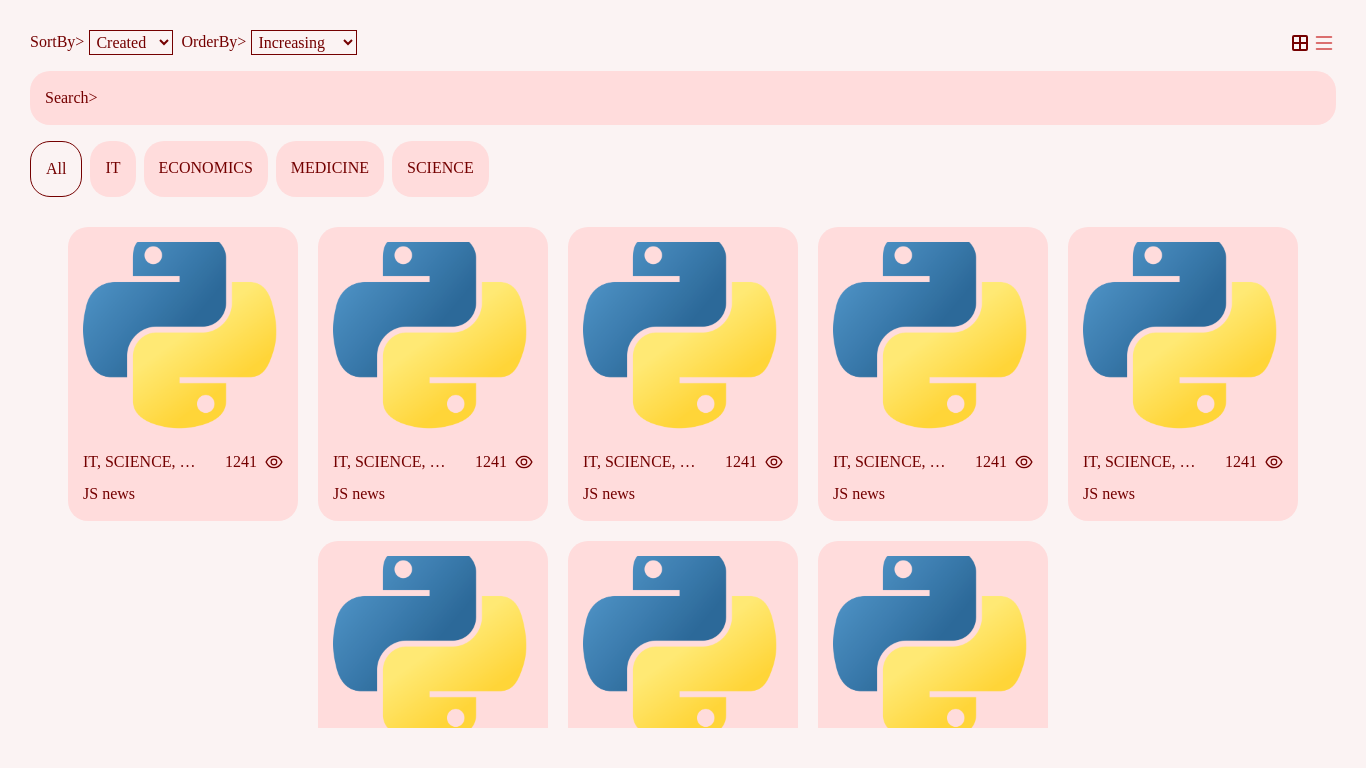 SortBy> Created OrderBy> Increasing
Search>
All IT ECONOMICS MEDICINE SCIENCE
IT, SCIENCE, … 1241 IT, SCIENCE, … 1241 IT, SCIENCE, … 1241 IT, SCIENCE, … 1241 IT, SCIENCE, … 1241
JS news JS news JS news JS news JS news